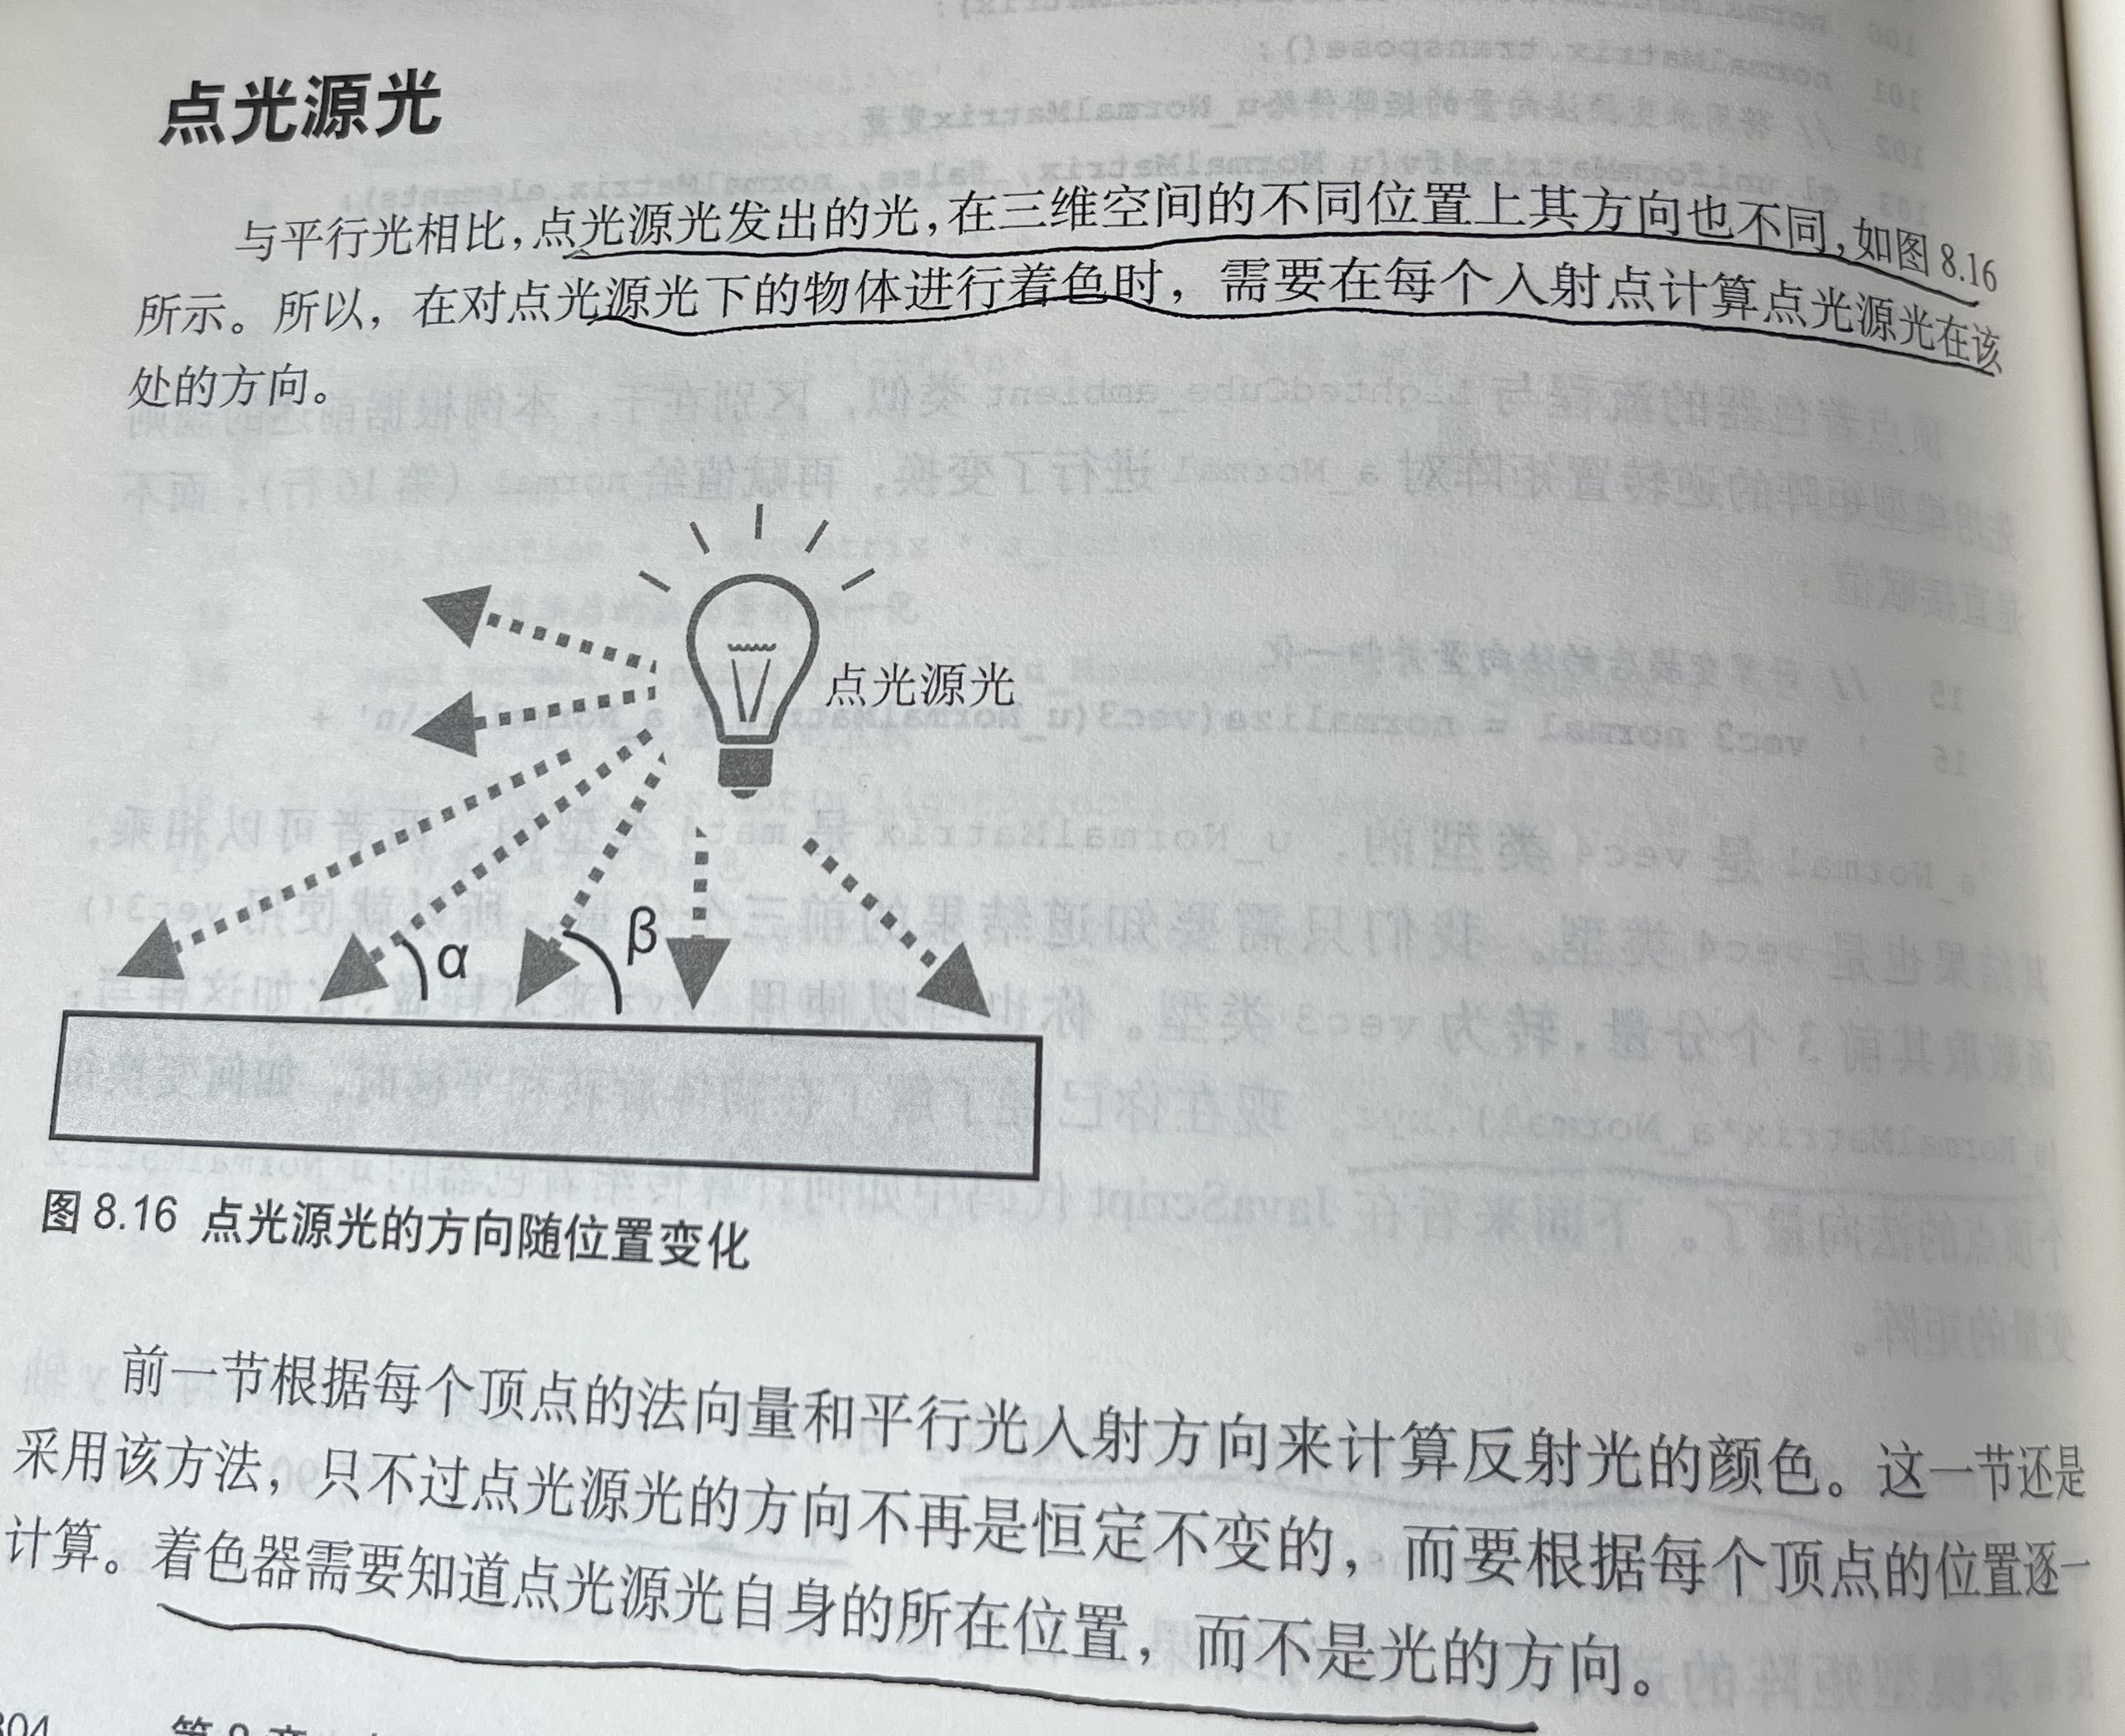 点光源光
与平行光相比，点光源光发出的光，在三维空间的不同位置上其方向也不同，如图 8.16
所示。所以，在对点光源光下的物体进行着色时，需要在每个入射点计算点光源光在该
处的方向。
点光源光
α
β
图 8.16 点光源光的方向随位置变化
前一节根据每个顶点的法向量和平行光入射方向来计算反射光的颜色。这一节还是
采用该方法，只不过点光源光的方向不再是恒定不变的，而要根据每个顶点的位置逐一
计算。着色器需要知道点光源光自身的所在位置，而不是光的方向。
304